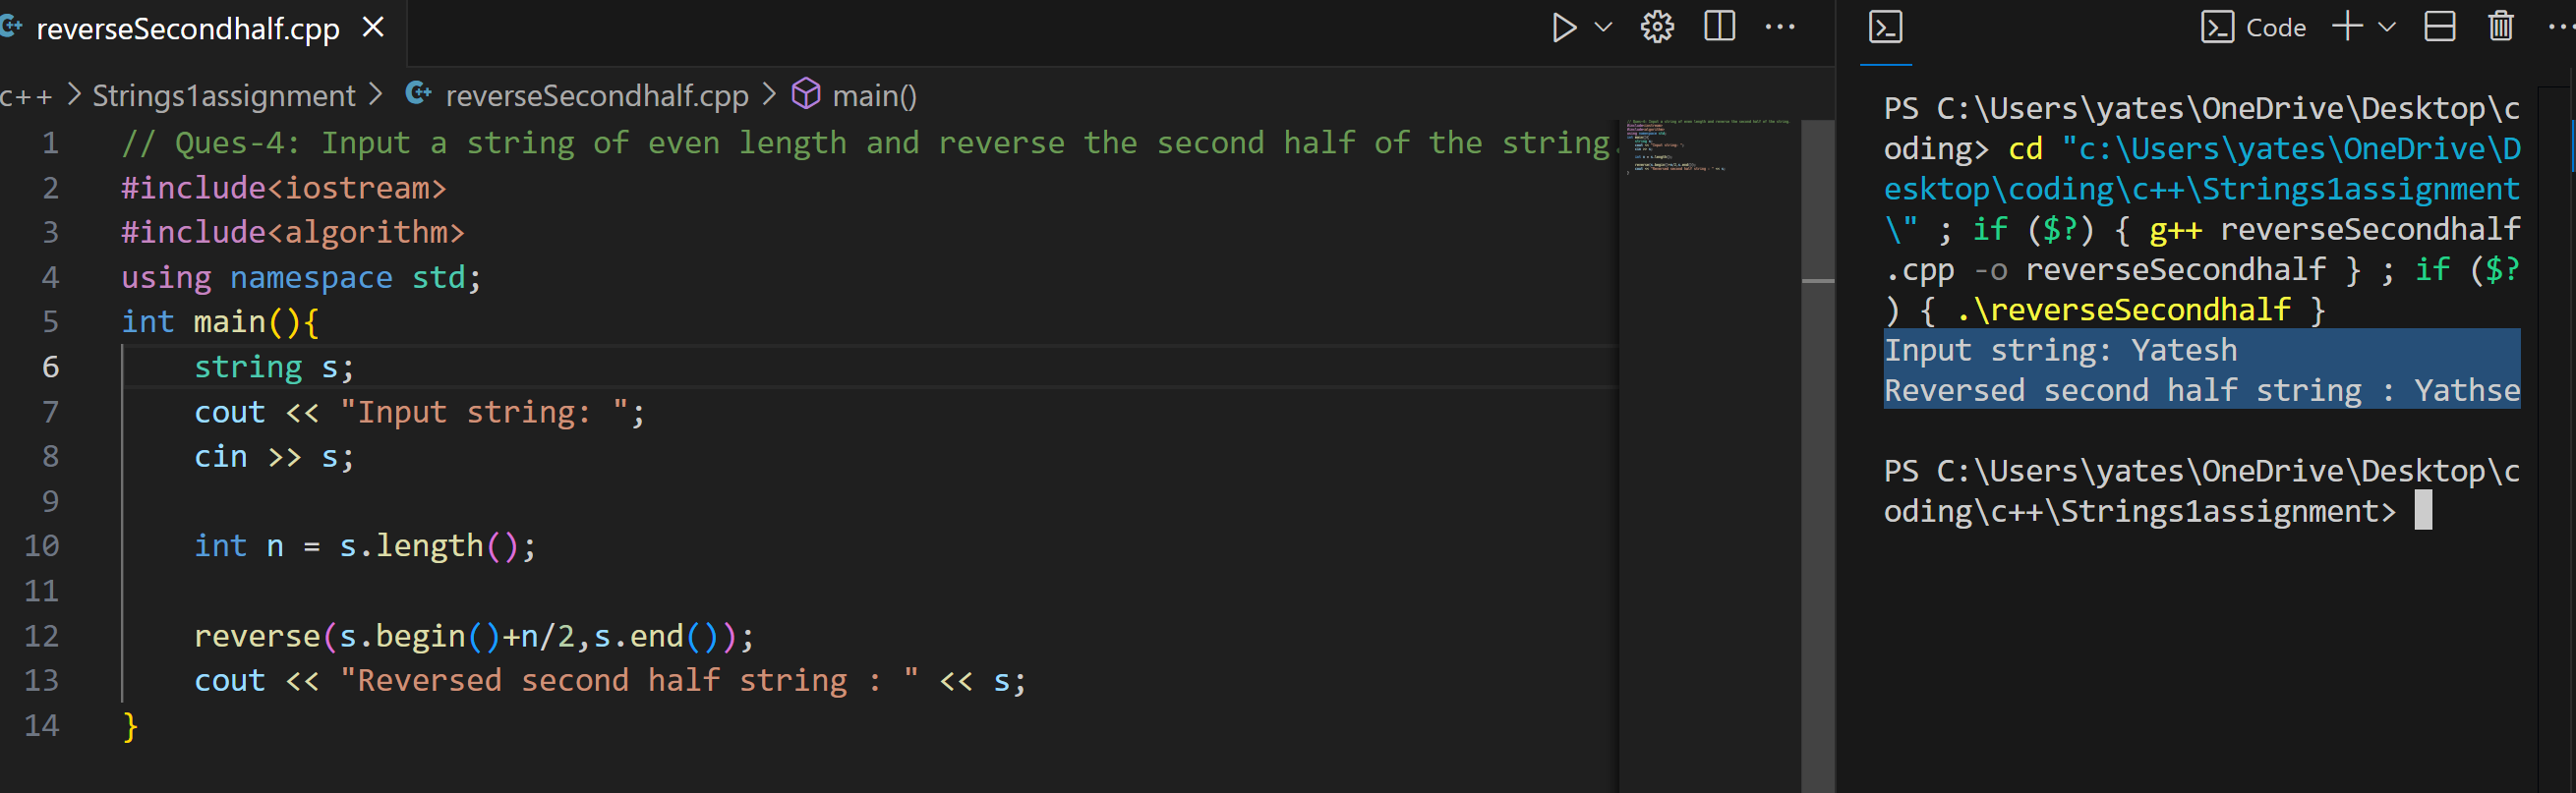 reverseSecondhalf.cpp
c++ > Strings1assignment > reverseSecondhalf.cpp > main()
1 // Ques-4: Input a string of even length and reverse the second half of the string.
2 #include<iostream>
3 #include<algorithm>
4 using namespace std;
5 int main(){
6     string s;
7     cout << "Input string: ";
8     cin >> s;
9
10     int n = s.length();
11
12     reverse(s.begin()+n/2,s.end());
13     cout << "Reversed second half string : " << s;
14 }
Code
PS C:\Users\yates\OneDrive\Desktop\c
oding> cd "c:\Users\yates\OneDrive\D
esktop\coding\c++\Strings1assignment
\" ; if ($?) { g++ reverseSecondhalf
.cpp -o reverseSecondhalf } ; if ($?
) { .\reverseSecondhalf }
Input string: Yatesh
Reversed second half string : Yathse
PS C:\Users\yates\OneDrive\Desktop\c
oding\c++\Strings1assignment>